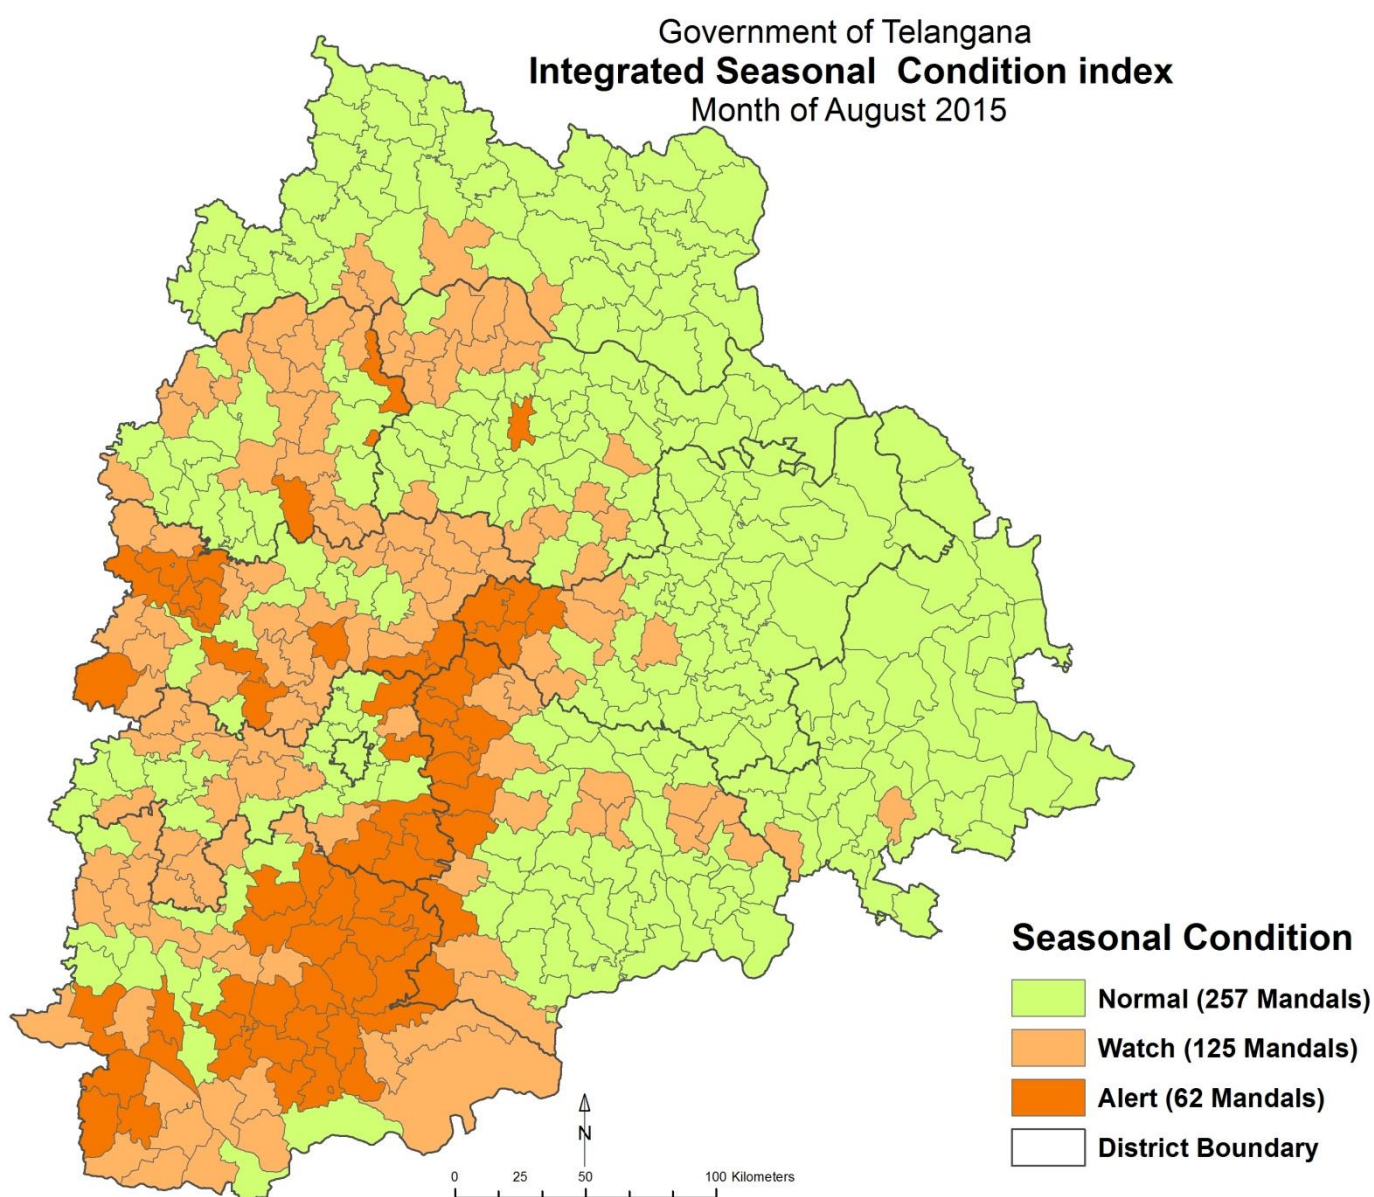 Government of Telangana
Integrated Seasonal Condition index
Month of August 2015
Seasonal Condition
Normal (257 Mandals)
Watch (125 Mandals)
Alert (62 Mandals)
District Boundary
N
0 25 50 100 Kilometers